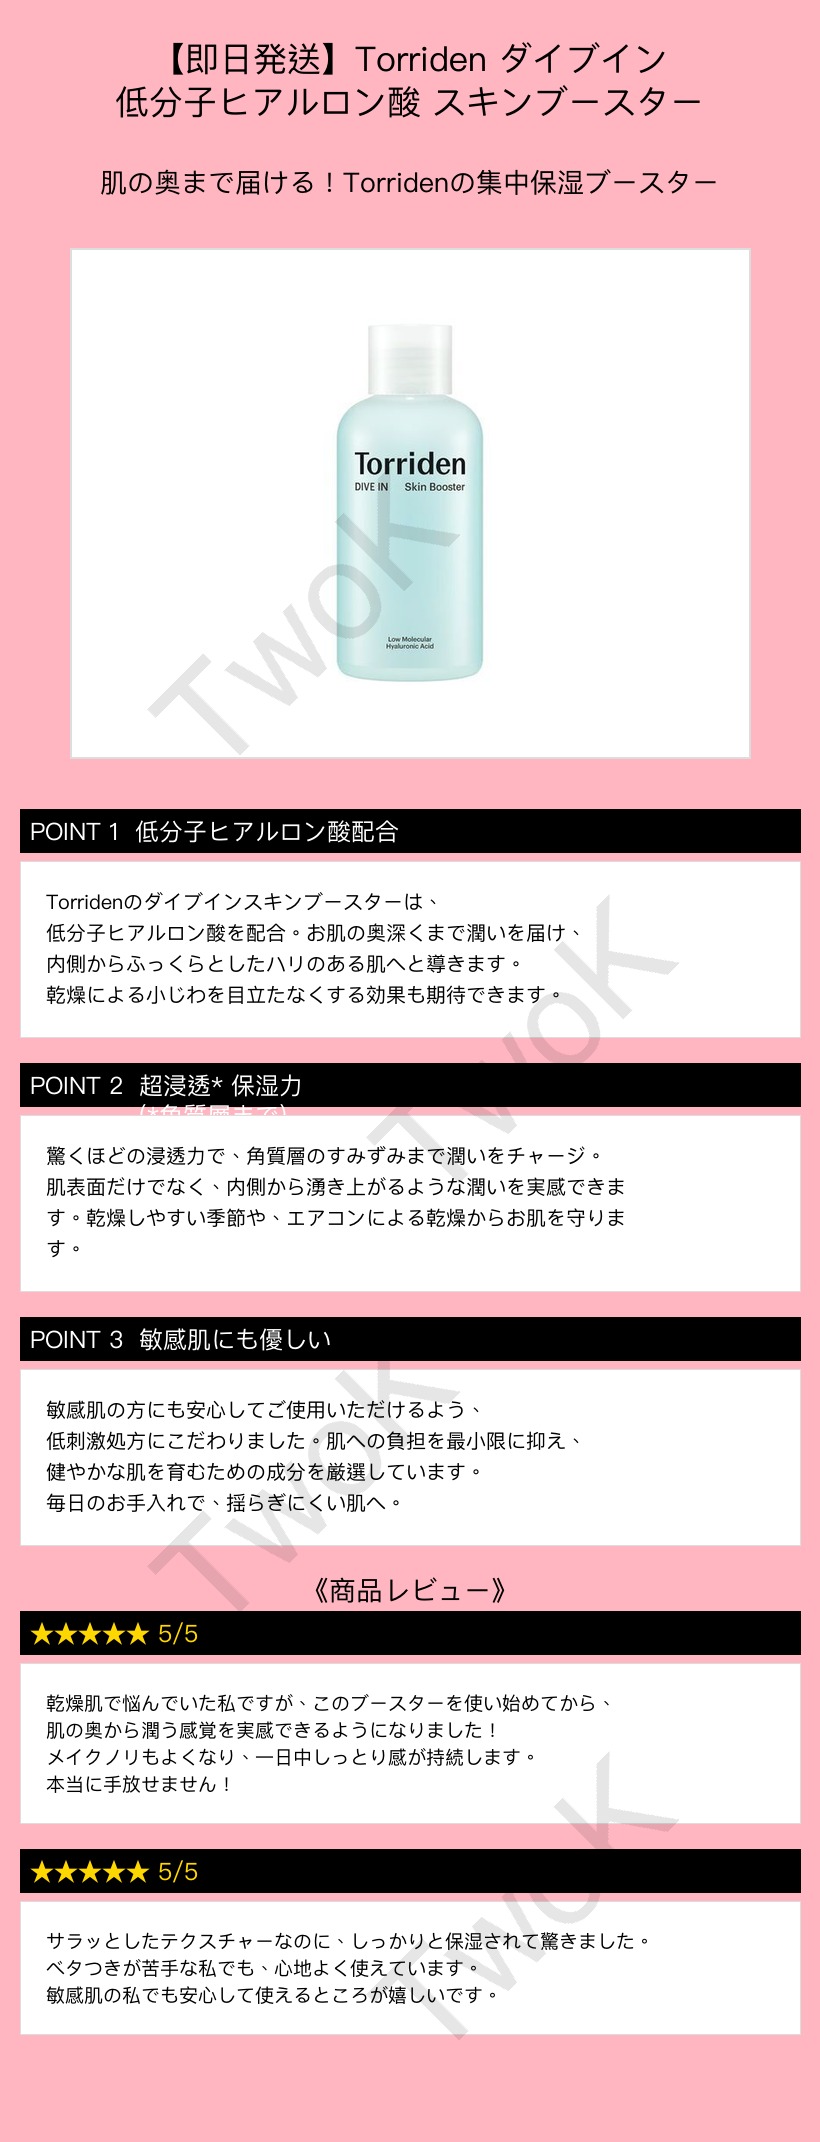 【即日発送】Torriden ダイブイン
低分子ヒアルロン酸 スキンブースター
肌の奥まで届ける！Torridenの集中保湿ブースター
Torriden
DIVE IN Skin Booster
Low Molecular
Hyaluronic Acid
TwoK
POINT 1 低分子ヒアルロン酸配合
Torridenのダイブインスキンブースターは、
低分子ヒアルロン酸を配合。お肌の奥深くまで潤いを届け、
内側からふっくらとしたハリのある肌へと導きます。
乾燥による小じわを目立たなくする効果も期待できます。
TwoK
POINT 2 超浸透* 保湿力
(*角質層まで)
驚くほどの浸透力で、角質層のすみずみまで潤いをチャージ。
肌表面だけでなく、内側から湧き上がるような潤いを実感できま
す。乾燥しやすい季節や、エアコンによる乾燥からお肌を守りま
す。
POINT 3 敏感肌にも優しい
敏感肌の方にも安心してご使用いただけるよう、
低刺激処方にこだわりました。肌への負担を最小限に抑え、
健やかな肌を育むための成分を厳選しています。
毎日のお手入れで、揺らぎにくい肌へ。
TwoK
《商品レビュー》
★★★★★ 5/5
乾燥肌で悩んでいた私ですが、このブースターを使い始めてから、
肌の奥から潤う感覚を実感できるようになりました！
メイクノリもよくなり、一日中しっとり感が持続します。
本当に手放せません！
★★★★★ 5/5
サラッとしたテクスチャーなのに、しっかりと保湿されて驚きました。
ベタつきが苦手な私でも、心地よく使えています。
敏感肌の私でも安心して使えるところが嬉しいです。
TwoK